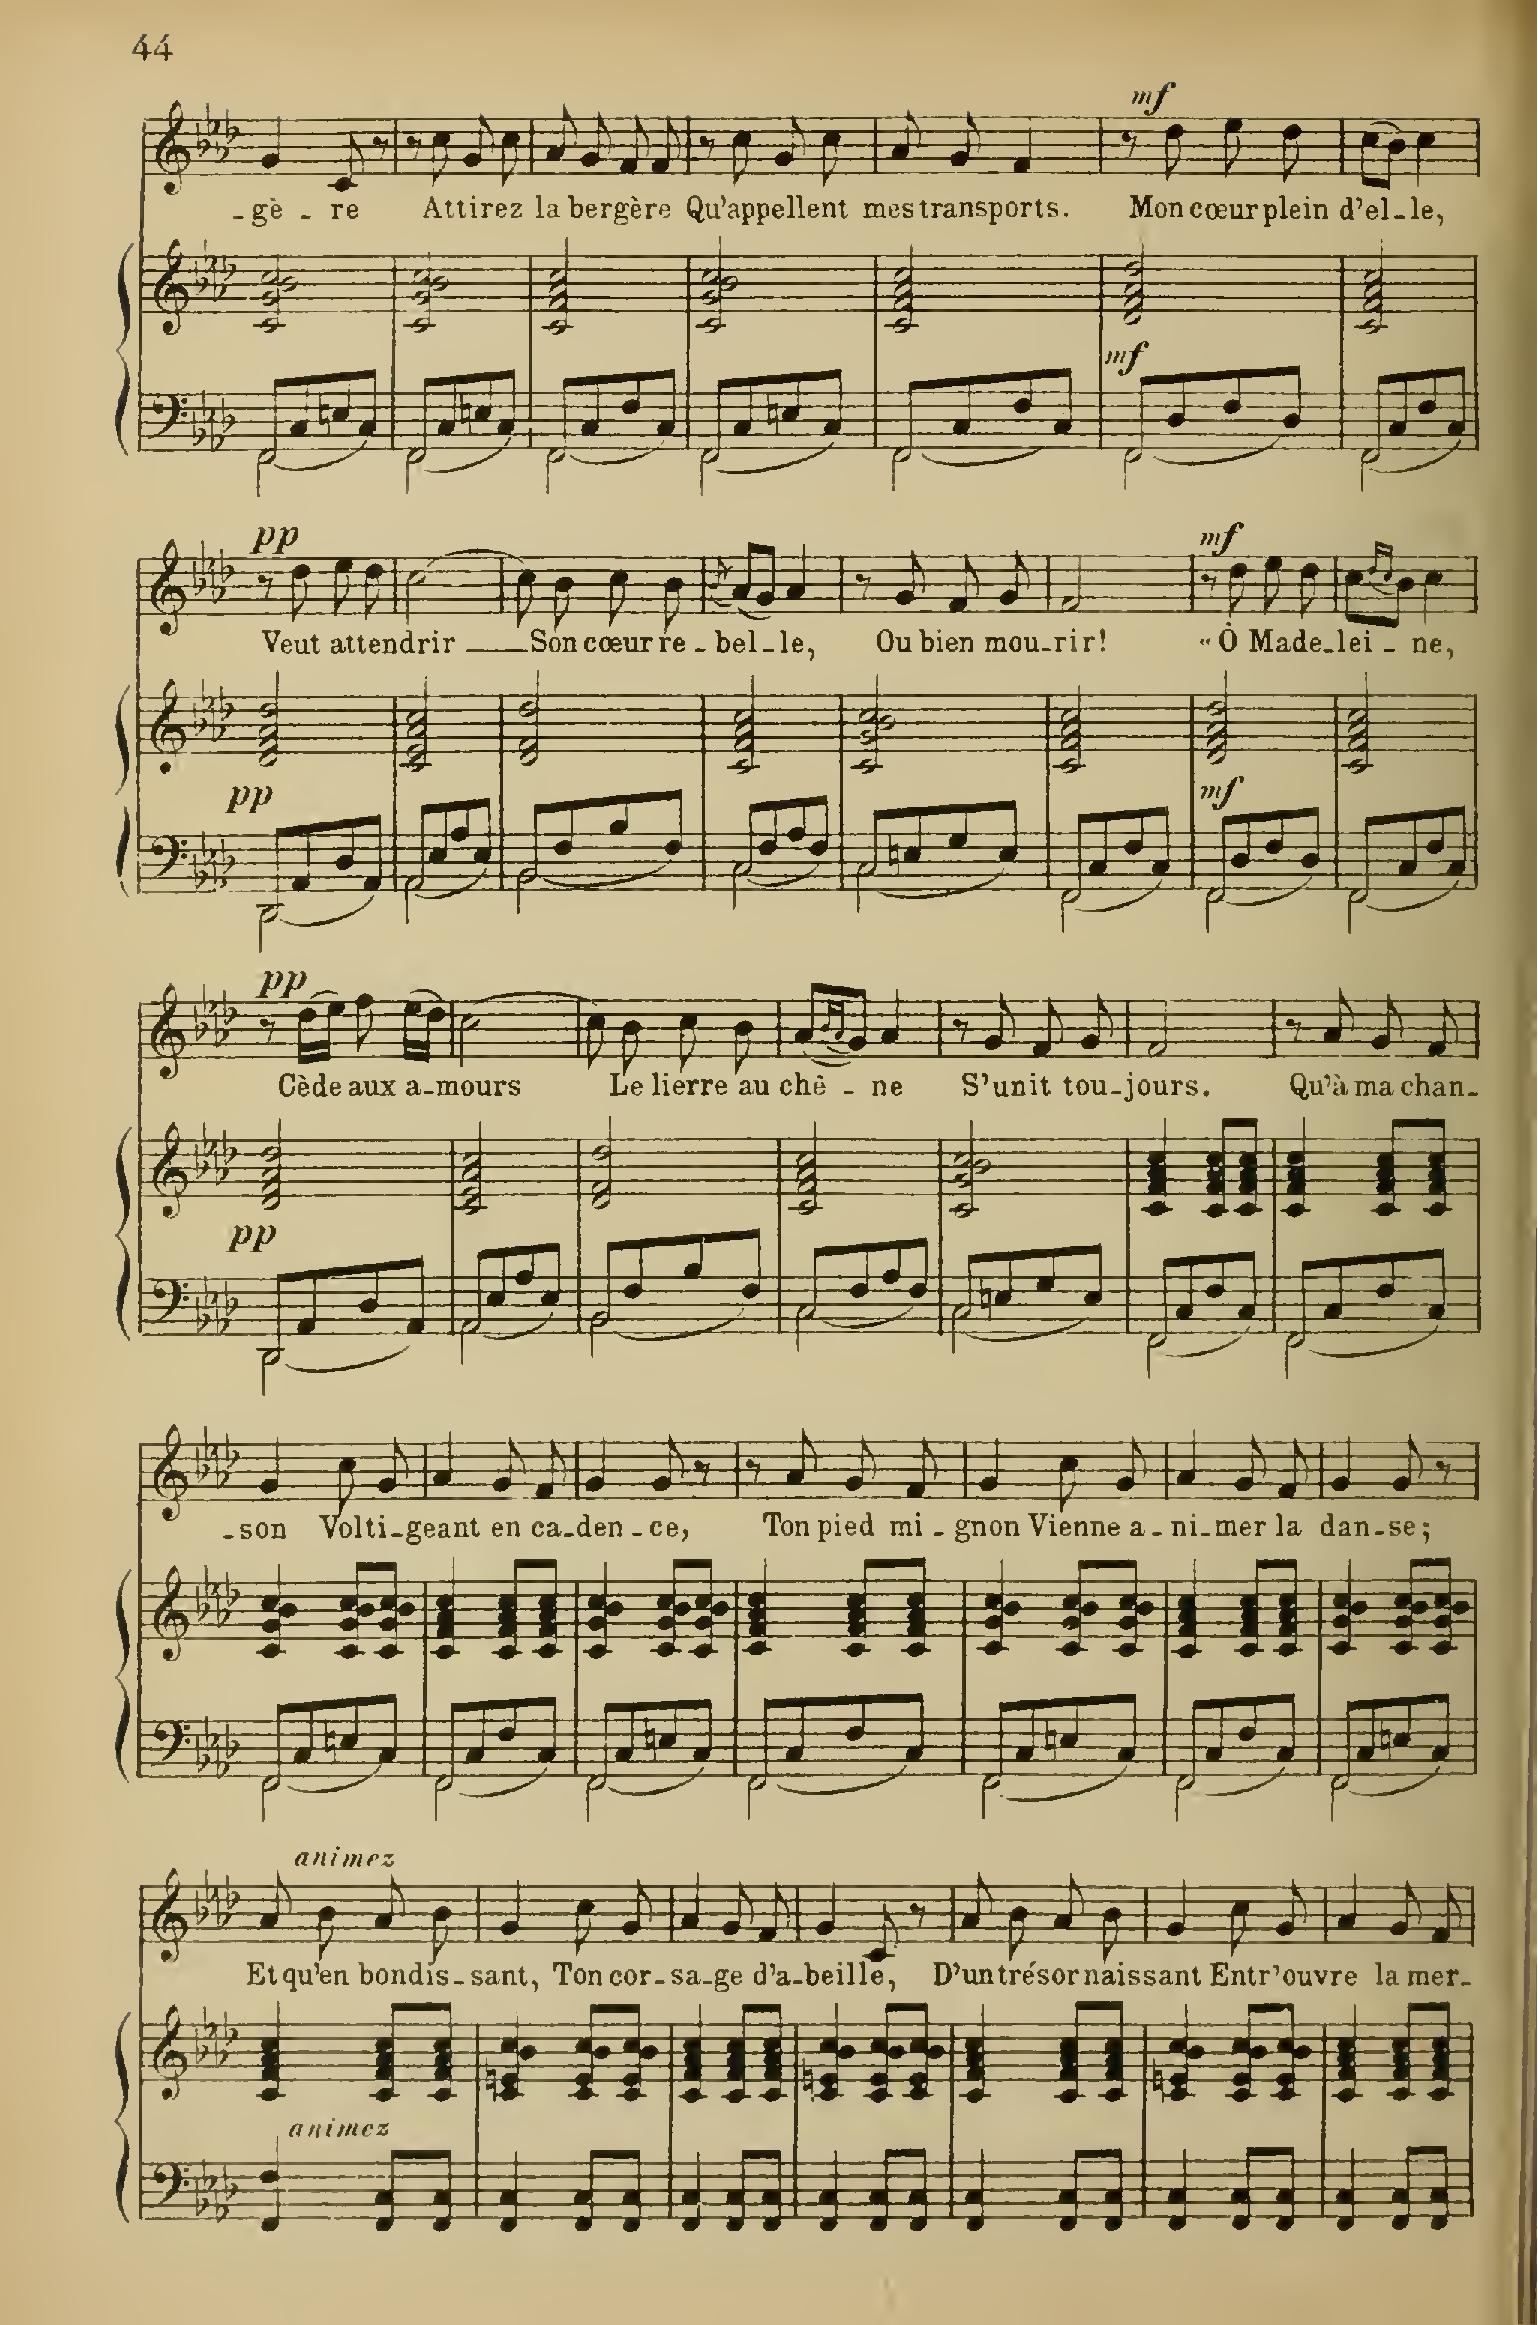 44
mf
-gè - re Attirez la bergère Qu'appellent mes transports. Mon cœur plein d'el-le,
mf
pp mf
Veut attendrir — Son cœur re-bel-le, Ou bien mou-rir! "Ô Made-lei - ne,
pp mf
pp
Cède aux a-mours Le lierre au chê - ne S'unit tou-jours. Qu'à ma chan-
pp
-son Volti-geant en ca-den-ce, Ton pied mi-gnon Vienne a-ni-mer la dan-se;
animez
Et qu'en bondis-sant, Ton cor-sa-ge d'a-beille, D'un trésor naissant Entr'ouvre la mer-
animez